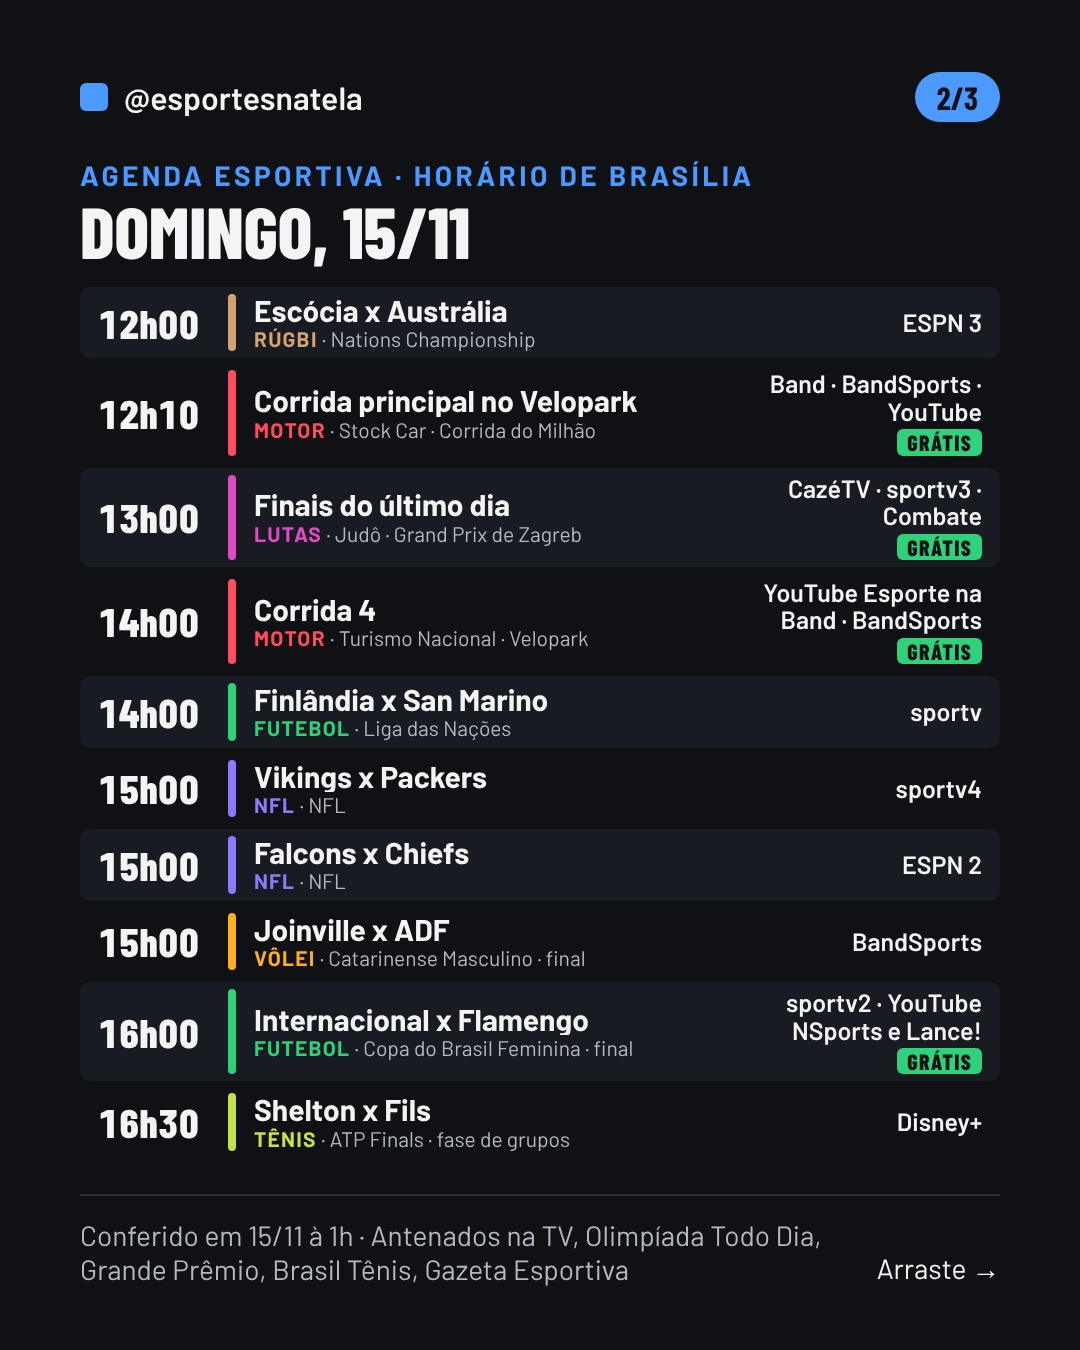 @esportesnatela
2/3
AGENDA ESPORTIVA · HORÁRIO DE BRASÍLIA
DOMINGO, 15/11
12h00
Escócia x Austrália
RÚGBI · Nations Championship
ESPN 3
12h10
Corrida principal no Velopark
MOTOR · Stock Car · Corrida do Milhão
Band · BandSports ·
YouTube
GRÁTIS
13h00
Finais do último dia
LUTAS · Judô · Grand Prix de Zagreb
CazéTV · sportv3 ·
Combate
GRÁTIS
14h00
Corrida 4
MOTOR · Turismo Nacional · Velopark
YouTube Esporte na
Band · BandSports
GRÁTIS
14h00
Finlândia x San Marino
FUTEBOL · Liga das Nações
sportv
15h00
Vikings x Packers
NFL · NFL
sportv4
15h00
Falcons x Chiefs
NFL · NFL
ESPN 2
15h00
Joinville x ADF
VÔLEI · Catarinense Masculino · final
BandSports
16h00
Internacional x Flamengo
FUTEBOL · Copa do Brasil Feminina · final
sportv2 · YouTube
NSports e Lance!
GRÁTIS
16h30
Shelton x Fils
TÊNIS · ATP Finals · fase de grupos
Disney+
Conferido em 15/11 à 1h · Antenados na TV, Olimpíada Todo Dia,
Grande Prêmio, Brasil Tênis, Gazeta Esportiva
Arraste →